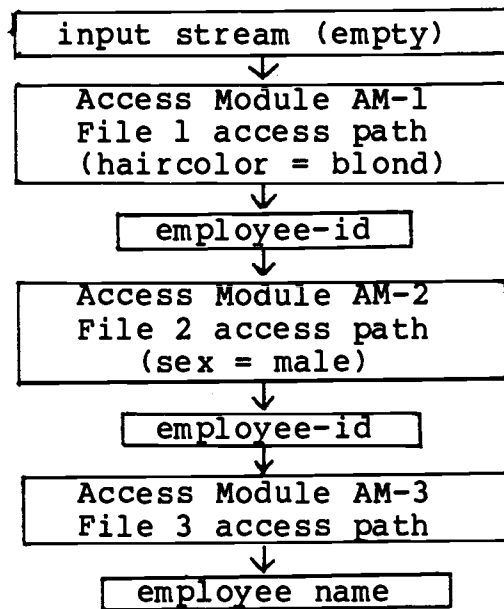 input stream (empty)
Access Module AM-1
File 1 access path
(haircolor = blond)
employee-id
Access Module AM-2
File 2 access path
(sex = male)
employee-id
Access Module AM-3
File 3 access path
employee name